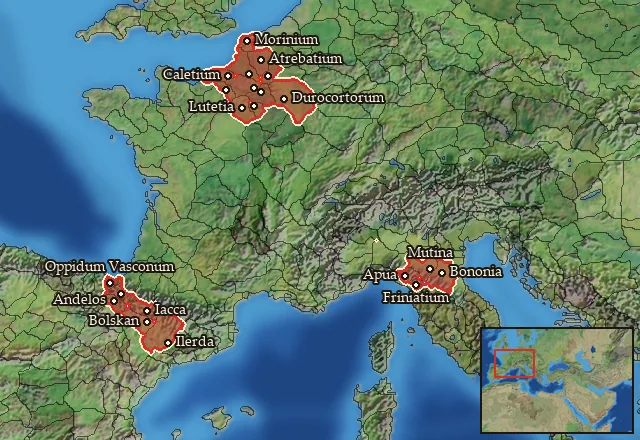 Morinium
Atrebatium
Caletium
Durocortorum
Lutetia
Mutina
Oppidum Vasconum
Apua
Bononia
Friniatium
Andelos
Iacca
Bolskan
Ilerda